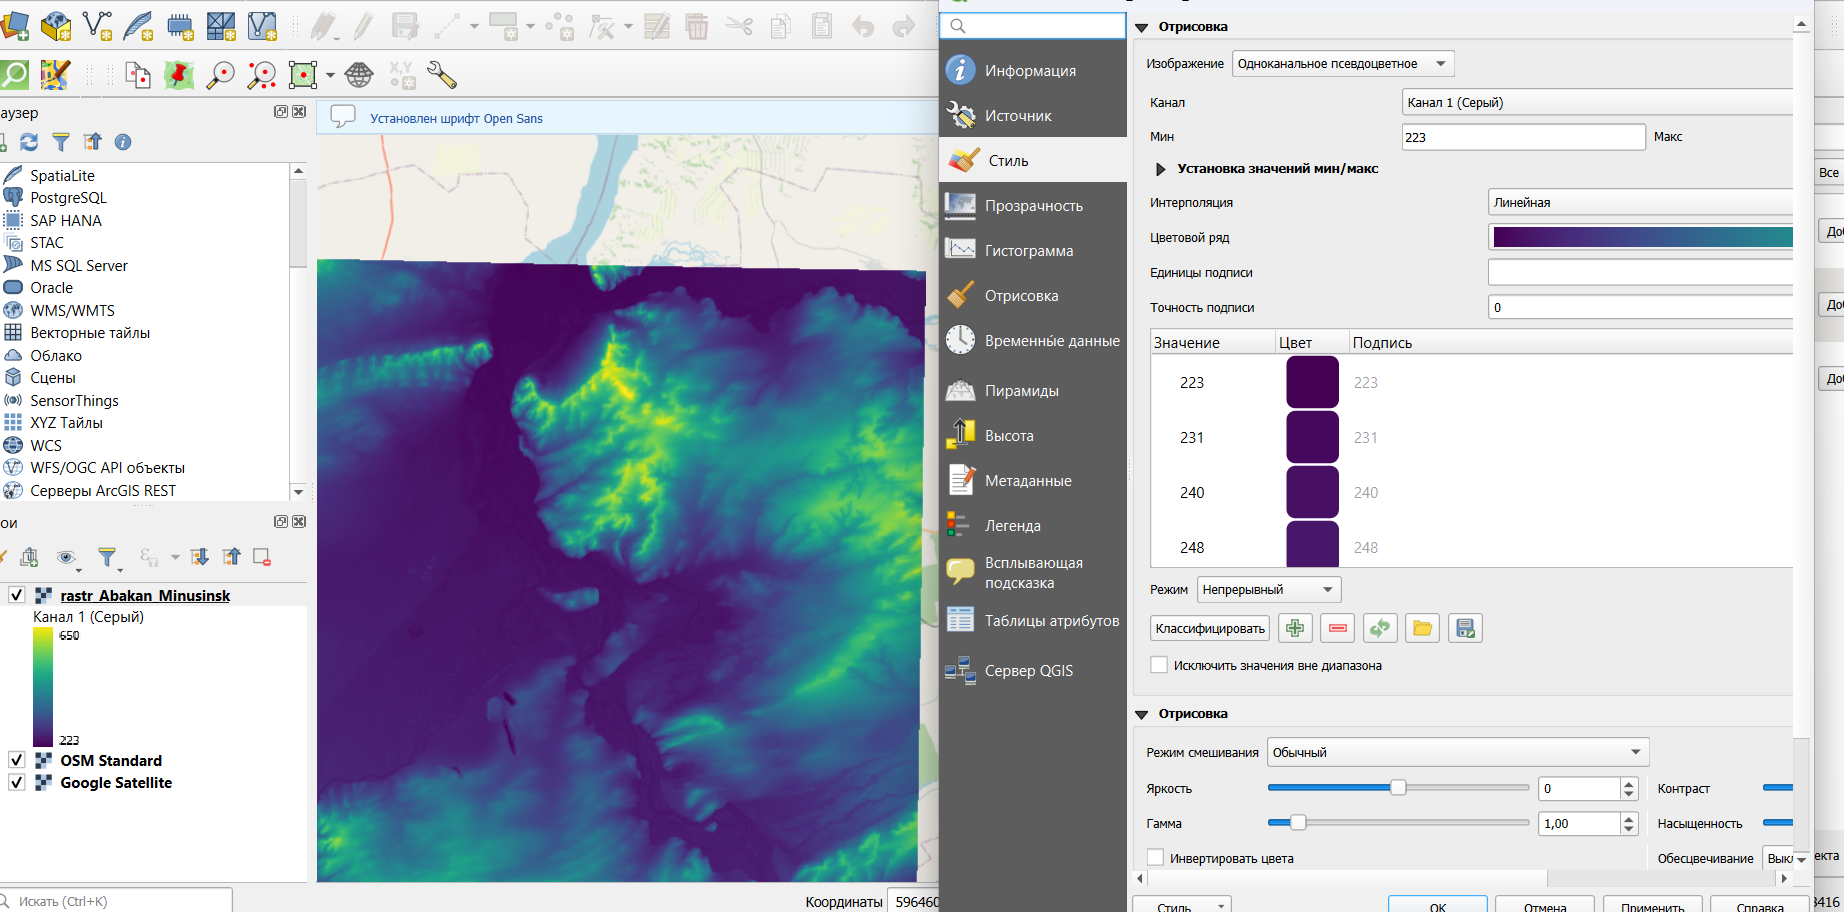 X,Y
аузер
Установлен шрифт Open Sans
SpatiaLite
PostgreSQL
SAP HANA
STAC
MS SQL Server
Oracle
WMS/WMTS
Векторные тайлы
Облако
Сцены
SensorThings
XYZ Тайлы
WCS
WFS/OGC API объекты
Серверы ArcGIS REST
ои
rastr_Abakan_Minusinsk
Канал 1 (Серый)
650
223
OSM Standard
Google Satellite
Искать (Ctrl+K)
Координаты 596460
Информация
Источник
Стиль
Прозрачность
Гистограмма
Отрисовка
Временны́е данные
Пирамиды
Высота
Метаданные
Легенда
Всплывающая
подсказка
Таблицы атрибутов
Сервер QGIS
Отрисовка
Изображение Одноканальное псевдоцветное
Канал Канал 1 (Серый)
Мин 223 Макс
Установка значений мин/макс
Интерполяция Линейная
Цветовой ряд
Единицы подписи
Точность подписи 0
Значение Цвет Подпись
223 223
231 231
240 240
248 248
Режим Непрерывный
Классифицировать
Исключить значения вне диапазона
Отрисовка
Режим смешивания Обычный
Яркость 0 Контраст
Гамма 1,00 Насыщенность
Инвертировать цвета Обесцвечивание Вык
Стиль OK Отмена Применить Справка
Все
До
До
До
екта
3416